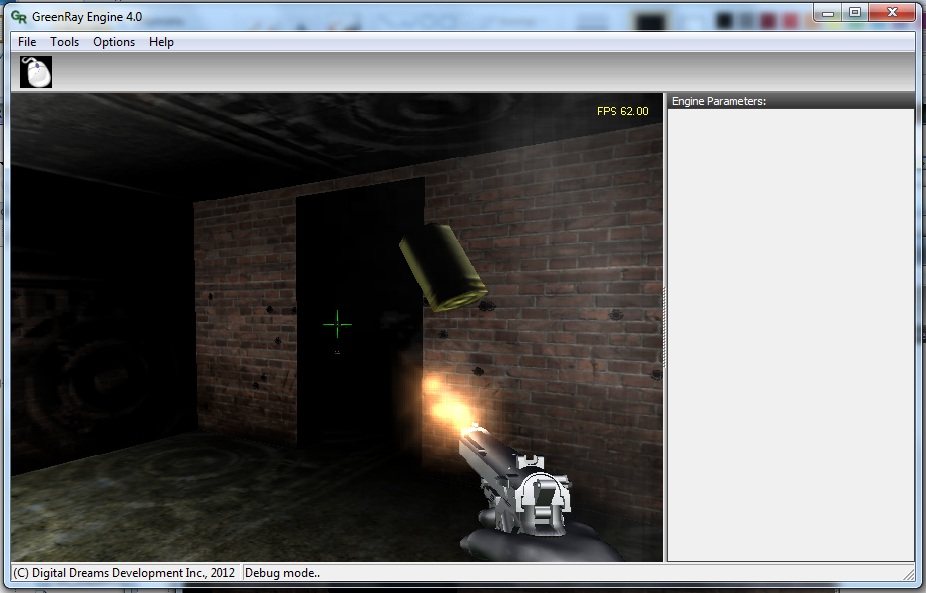 GR GreenRay Engine 4.0
File Tools Options Help
FPS 62.00
Engine Parameters:
(C) Digital Dreams Development Inc., 2012 Debug mode..